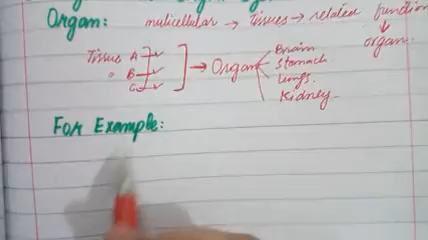 Organ: multicellular → Tissues → related function
↓
organ.
Tissue A
B
C
→ Organ
Brain
Stomach
Lungs.
Kidney.
For Example: